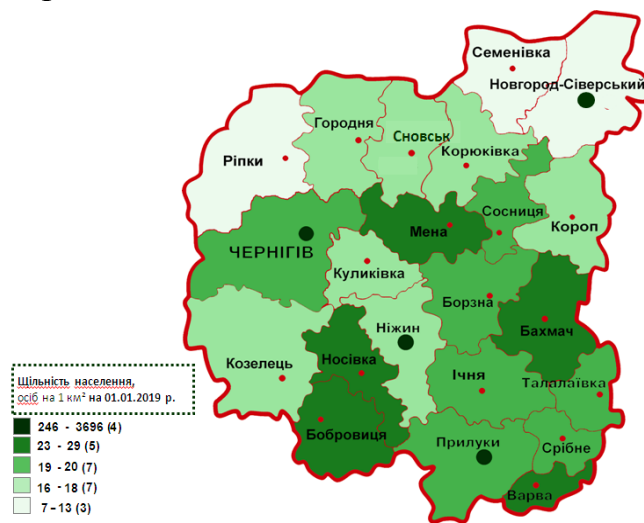 Семенівка
Новгород-Сіверський
Городня
Сновськ
Корюківка
Ріпки
Сосниця
Мена
Короп
ЧЕРНІГІВ
Куликівка
Борзна
Ніжин
Бахмач
Козелець
Носівка
Ічня
Талалаївка
Бобровиця
Прилуки
Срібне
Варва
Щільність населення,
осіб на 1 км² на 01.01.2019 р.
246 - 3696 (4)
23 - 29 (5)
19 - 20 (7)
16 - 18 (7)
7 – 13 (3)